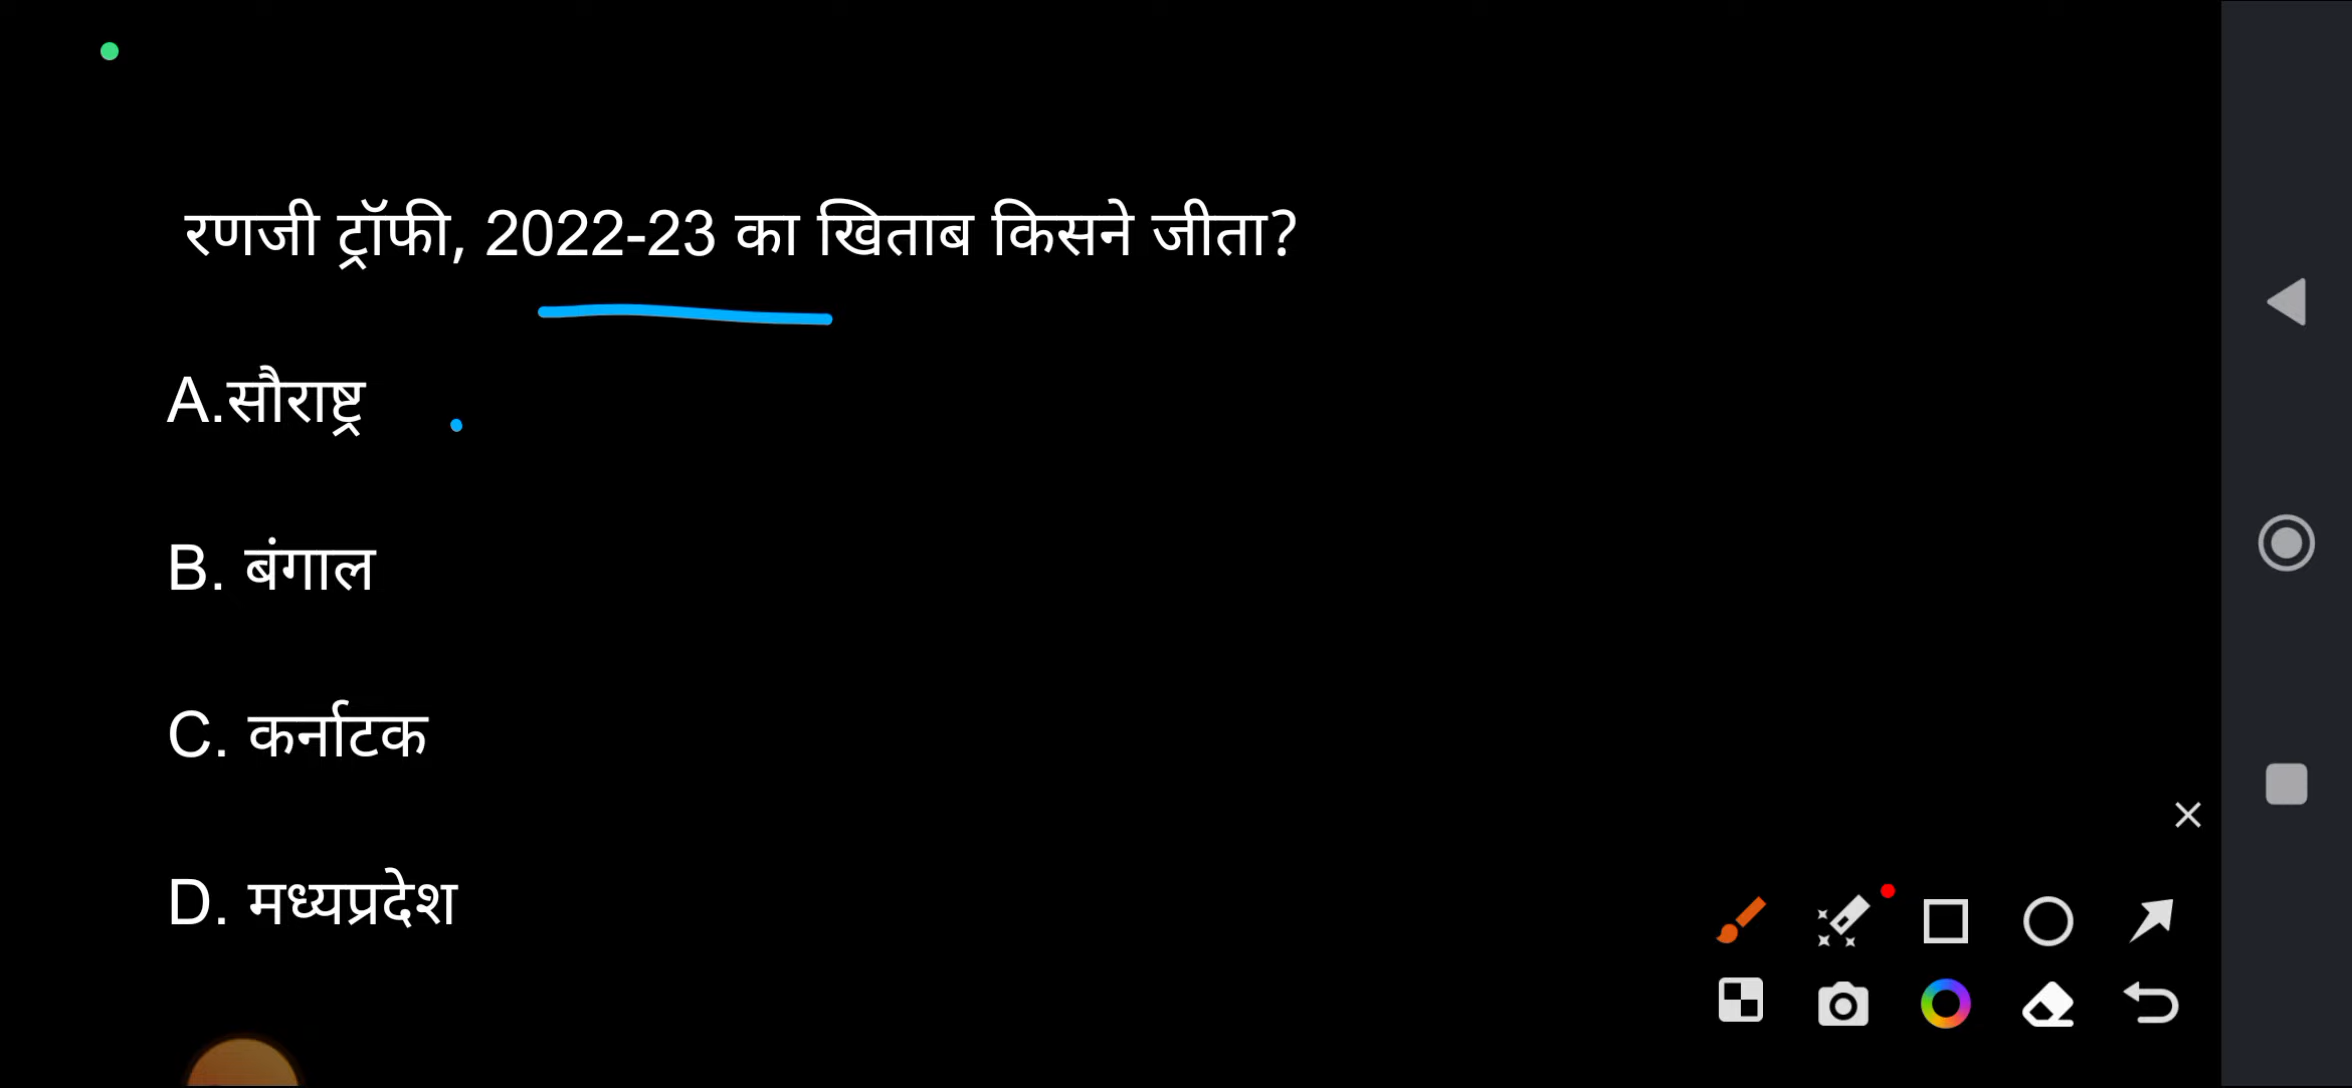 रणजी ट्रॉफी, 2022-23 का खिताब किसने जीता?
A.सौराष्ट्र
B. बंगाल
C. कर्नाटक
D. मध्यप्रदेश